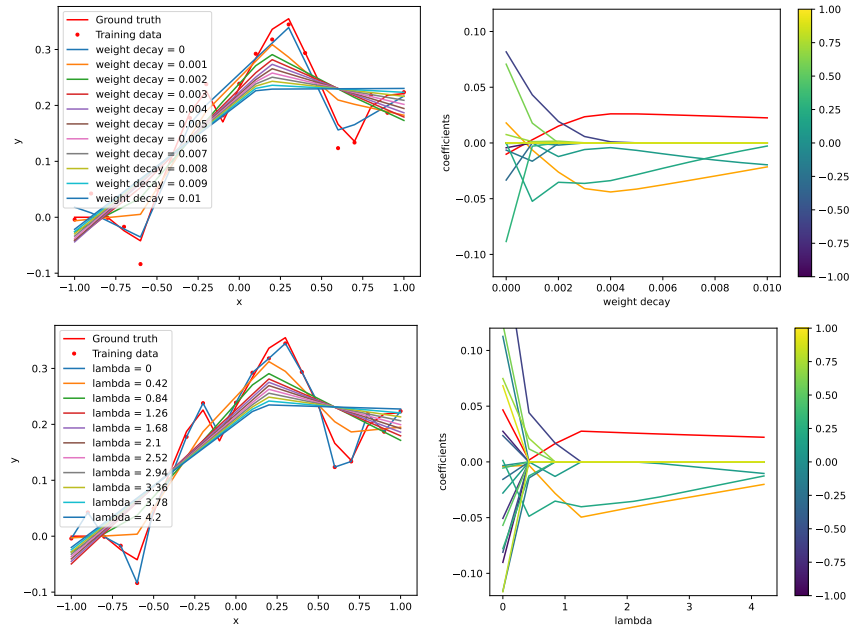 Ground truth
Training data
weight decay = 0
weight decay = 0.001
weight decay = 0.002
weight decay = 0.003
weight decay = 0.004
weight decay = 0.005
weight decay = 0.006
weight decay = 0.007
weight decay = 0.008
weight decay = 0.009
weight decay = 0.01
0.3
0.2
0.1
0.0
−0.1
y
−1.00 −0.75 −0.50 −0.25 0.00 0.25 0.50 0.75 1.00
x
0.10
0.05
0.00
−0.05
−0.10
coefficients
0.000 0.002 0.004 0.006 0.008 0.010
weight decay
1.00
0.75
0.50
0.25
0.00
−0.25
−0.50
−0.75
−1.00
Ground truth
Training data
lambda = 0
lambda = 0.42
lambda = 0.84
lambda = 1.26
lambda = 1.68
lambda = 2.1
lambda = 2.52
lambda = 2.94
lambda = 3.36
lambda = 3.78
lambda = 4.2
0.3
0.2
0.1
0.0
−0.1
y
−1.00 −0.75 −0.50 −0.25 0.00 0.25 0.50 0.75 1.00
x
0.10
0.05
0.00
−0.05
−0.10
coefficients
0 1 2 3 4
lambda
1.00
0.75
0.50
0.25
0.00
−0.25
−0.50
−0.75
−1.00